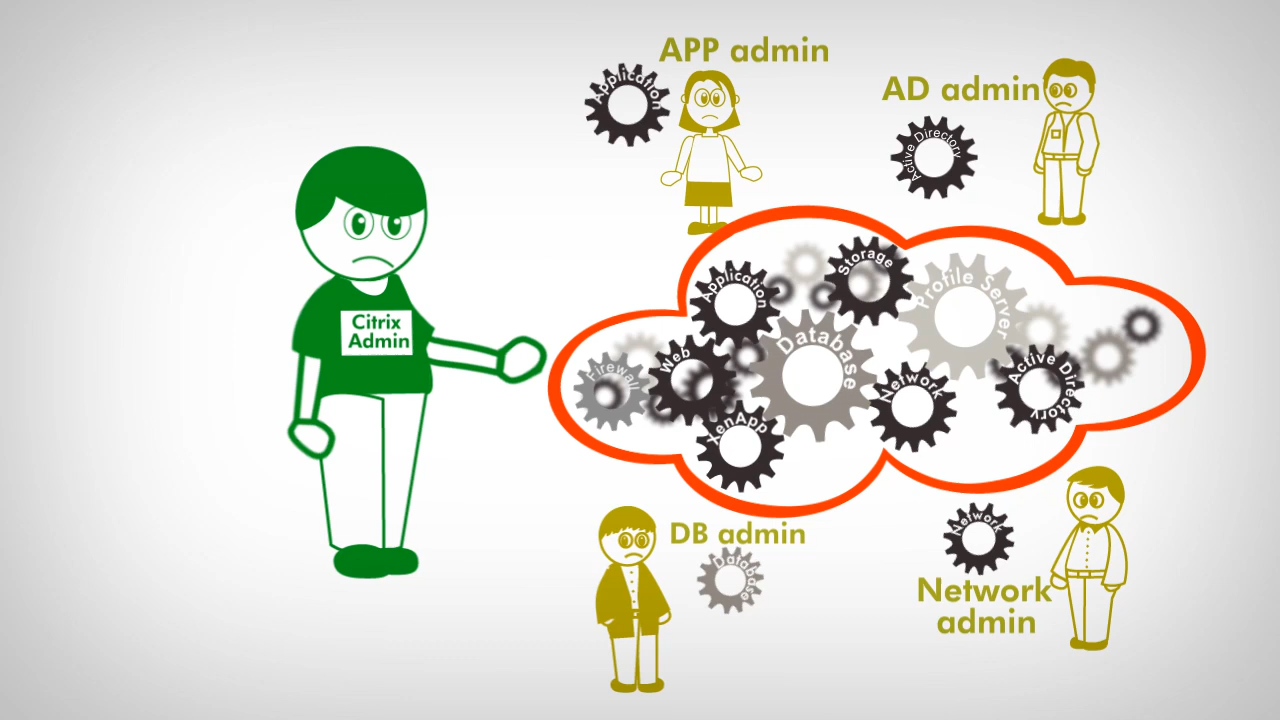 APP admin
Application
AD admin
Active Directory
Citrix
Admin
Storage
Application
Profile Server
Database
Web
Firewall
Network
Active Directory
XenApp
DB admin
Database
Network
Network
admin